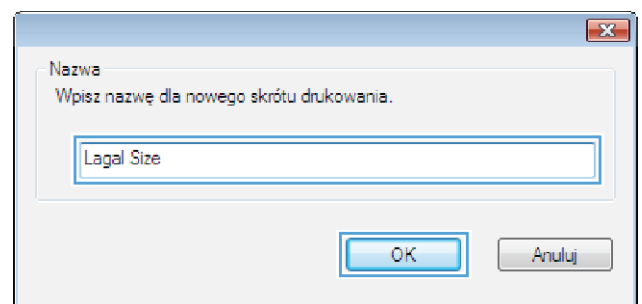 Nazwa
Wpisz nazwę dla nowego skrótu drukowania.
Lagal Size
OK
Anuluj